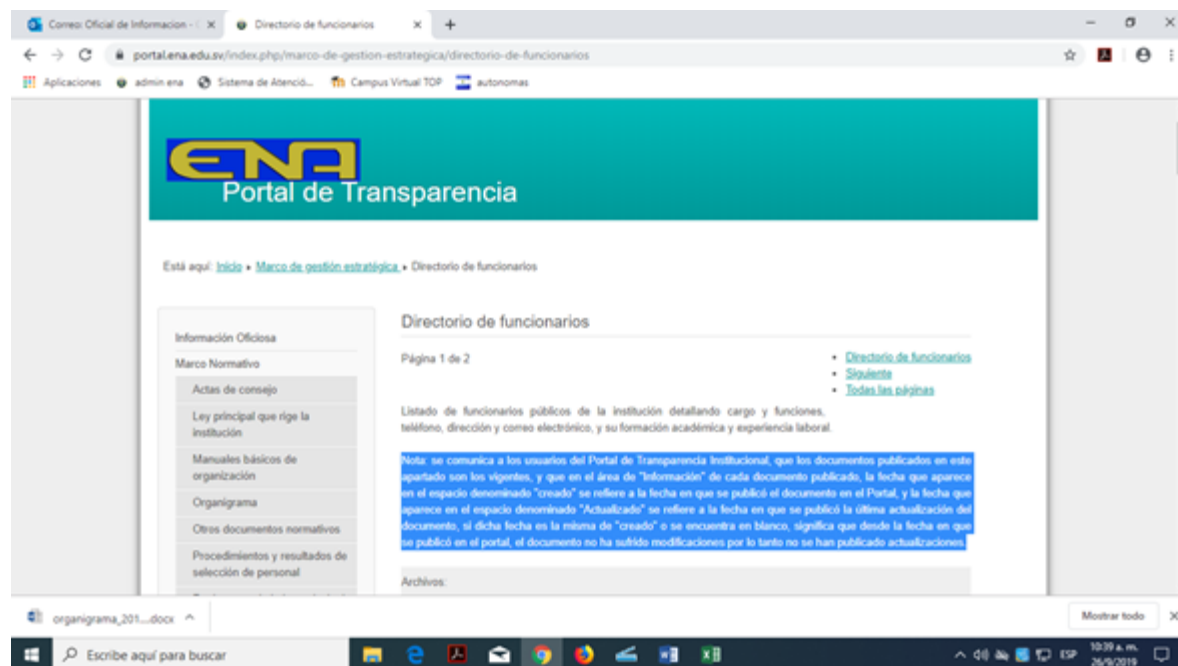 Correo: Oficial de Informacion - 
Directorio de funcionarios
portal.ena.edu.sv/index.php/marco-de-gestion-estrategica/directorio-de-funcionarios
Aplicaciones
admin ena
Sistema de Atenció...
Campus Virtual TOP
autonomas
ENA
Portal de Transparencia
Está aquí: Inicio Marco de gestión estratégica Directorio de funcionarios
Información Oficiosa
Marco Normativo
Actas de consejo
Ley principal que rige la
institución
Manuales básicos de
organización
Organigrama
Otros documentos normativos
Procedimientos y resultados de
selección de personal
Directorio de funcionarios
Página 1 de 2
Directorio de funcionarios
Siguiente
Todas las páginas
Listado de funcionarios públicos de la institución detallando cargo y funciones,
teléfono, dirección y correo electrónico, y su formación académica y experiencia laboral.
Nota: se comunica a los usuarios del Portal de Transparencia Institucional, que los documentos publicados en este
apartado son los vigentes, y que en el área de "Información" de cada documento publicado, la fecha que aparece
en el espacio denominado "creado" se refiere a la fecha en que se publicó el documento en el Portal, y la fecha que
aparece en el espacio denominado "Actualizado" se refiere a la fecha en que se publicó la última actualización del
documento, si dicha fecha es la misma de "creado" o se encuentra en blanco, significa que desde la fecha en que
se publicó en el portal, el documento no ha sufrido modificaciones por lo tanto no se han publicado actualizaciones.
Archivos:
organigrama_201....docx
Mostrar todo
Escribe aquí para buscar
ESP
10:39 a. m.
26/9/2019